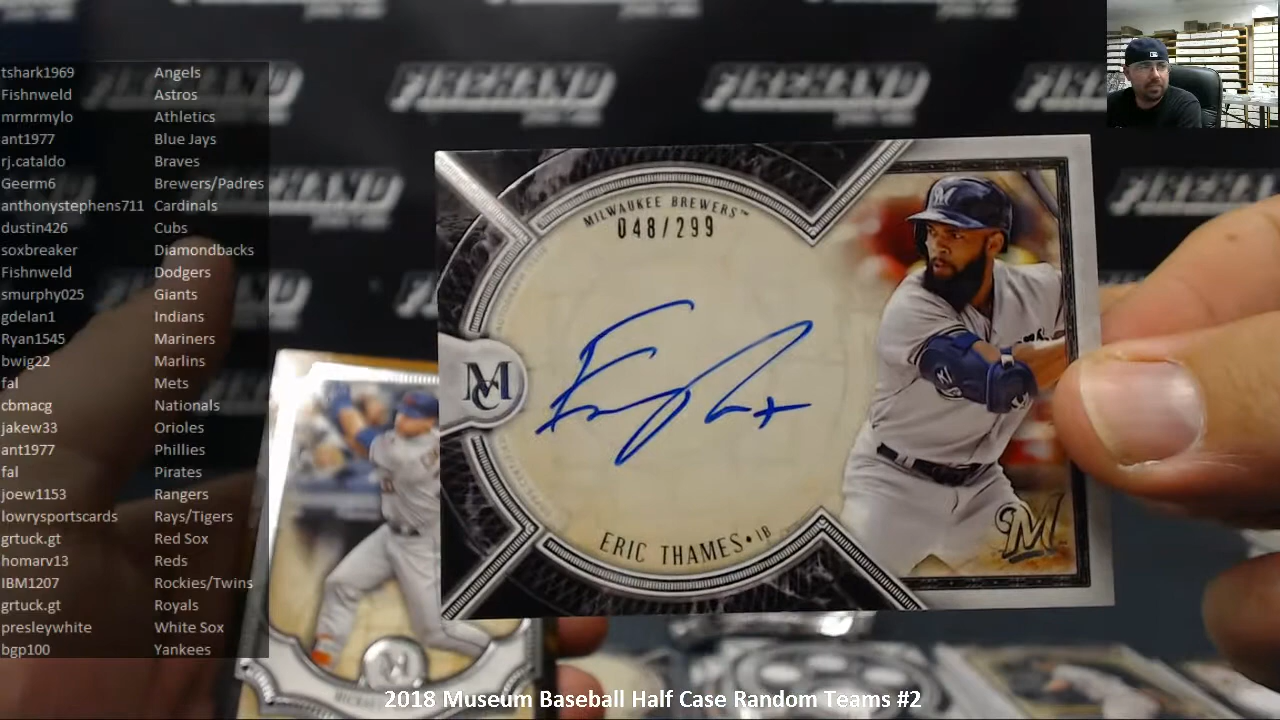 tshark1969 Angels
Fishnweld Astros
mrmrmylo Athletics
ant1977 Blue Jays
rj.cataldo Braves
Geerm6 Brewers/Padres
anthonystephens711 Cardinals
dustin426 Cubs
soxbreaker Diamondbacks
Fishnweld Dodgers
smurphy025 Giants
gdelan1 Indians
Ryan1545 Mariners
bwig22 Marlins
fal Mets
cbmacg Nationals
jakew33 Orioles
ant1977 Phillies
fal Pirates
joew1153 Rangers
lowrysportscards Rays/Tigers
grtuck.gt Red Sox
homarv13 Reds
IBM1207 Rockies/Twins
grtuck.gt Royals
presleywhite White Sox
bgp100 Yankees
FIREHAND
FIREHAND
FIREHAND
MILWAUKEE BREWERS™
048/299
MC
ERIC THAMES • 1B
M
2018 Museum Baseball Half Case Random Teams #2